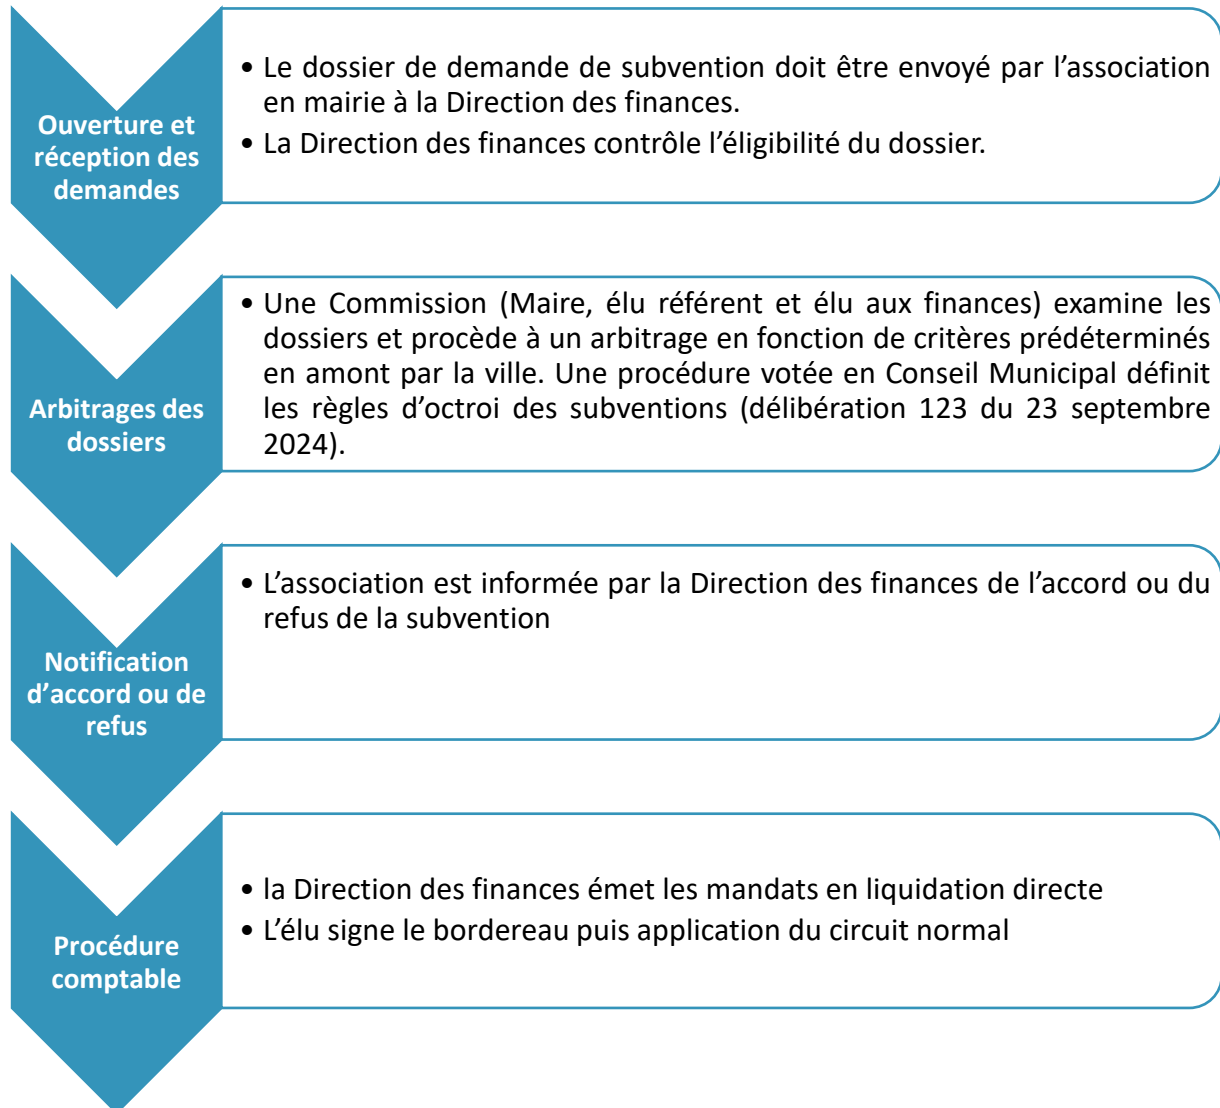 Ouverture et
réception des
demandes
• Le dossier de demande de subvention doit être envoyé par l’association
en mairie à la Direction des finances.
• La Direction des finances contrôle l’éligibilité du dossier.
Arbitrages des
dossiers
• Une Commission (Maire, élu référent et élu aux finances) examine les
dossiers et procède à un arbitrage en fonction de critères prédéterminés
en amont par la ville. Une procédure votée en Conseil Municipal définit
les règles d’octroi des subventions (délibération 123 du 23 septembre
2024).
Notification
d’accord ou de
refus
• L’association est informée par la Direction des finances de l’accord ou du
refus de la subvention
Procédure
comptable
• la Direction des finances émet les mandats en liquidation directe
• L’élu signe le bordereau puis application du circuit normal